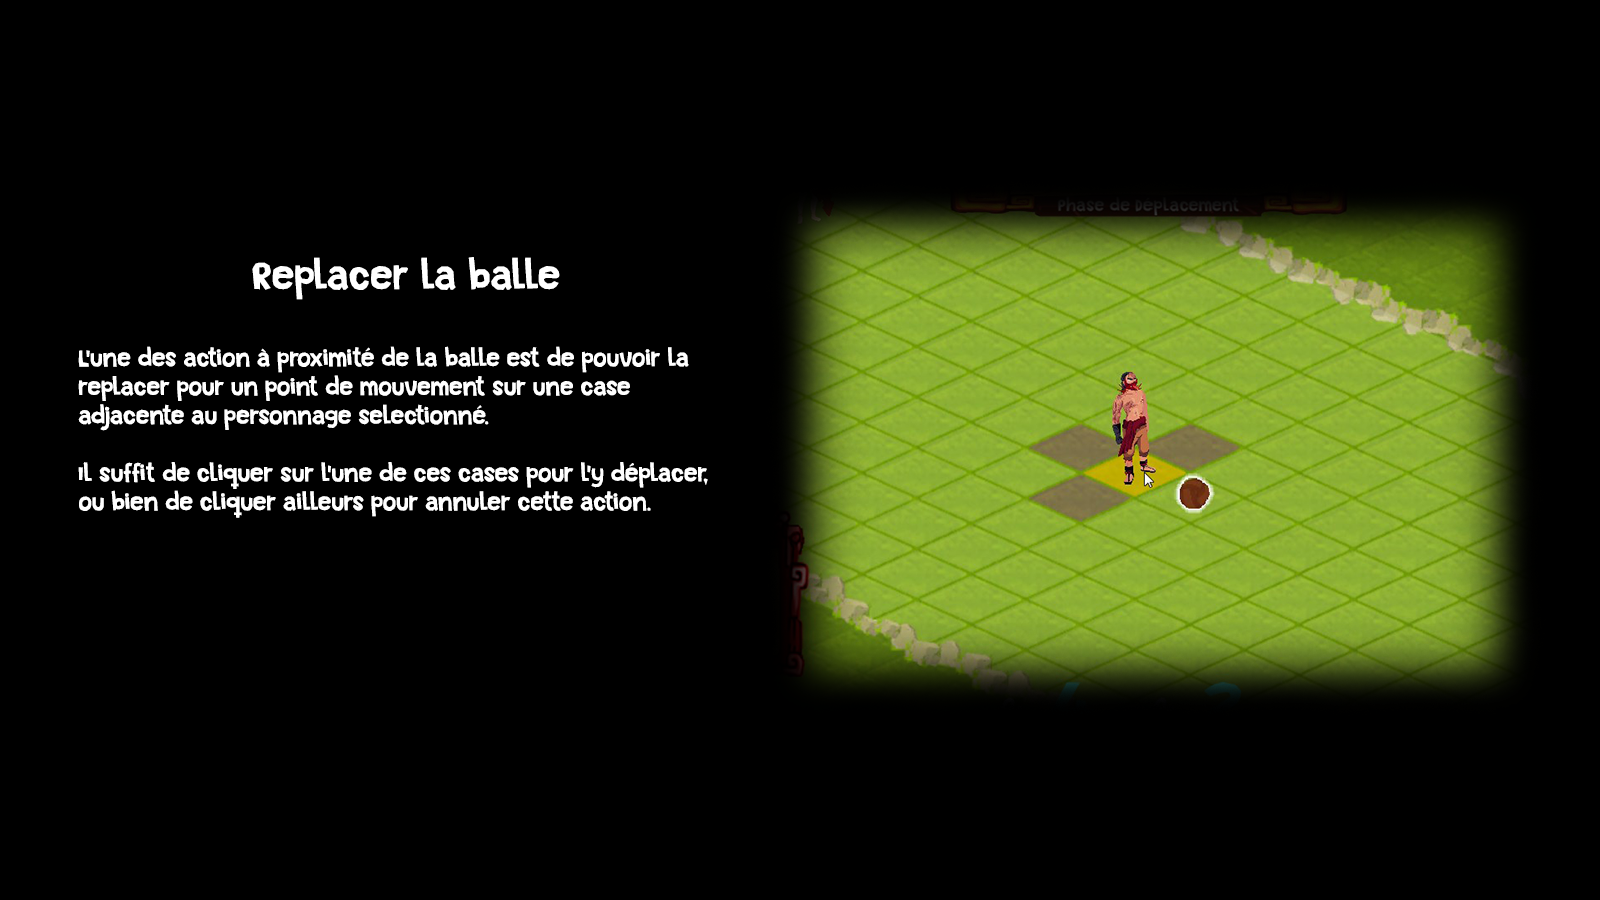 Replacer la balle
L'une des action à proximité de la balle est de pouvoir la
replacer pour un point de mouvement sur une case
adjacente au personnage selectionné.
Il suffit de cliquer sur l'une de ces cases pour l'y déplacer,
ou bien de cliquer ailleurs pour annuler cette action.
Phase de Déplacement